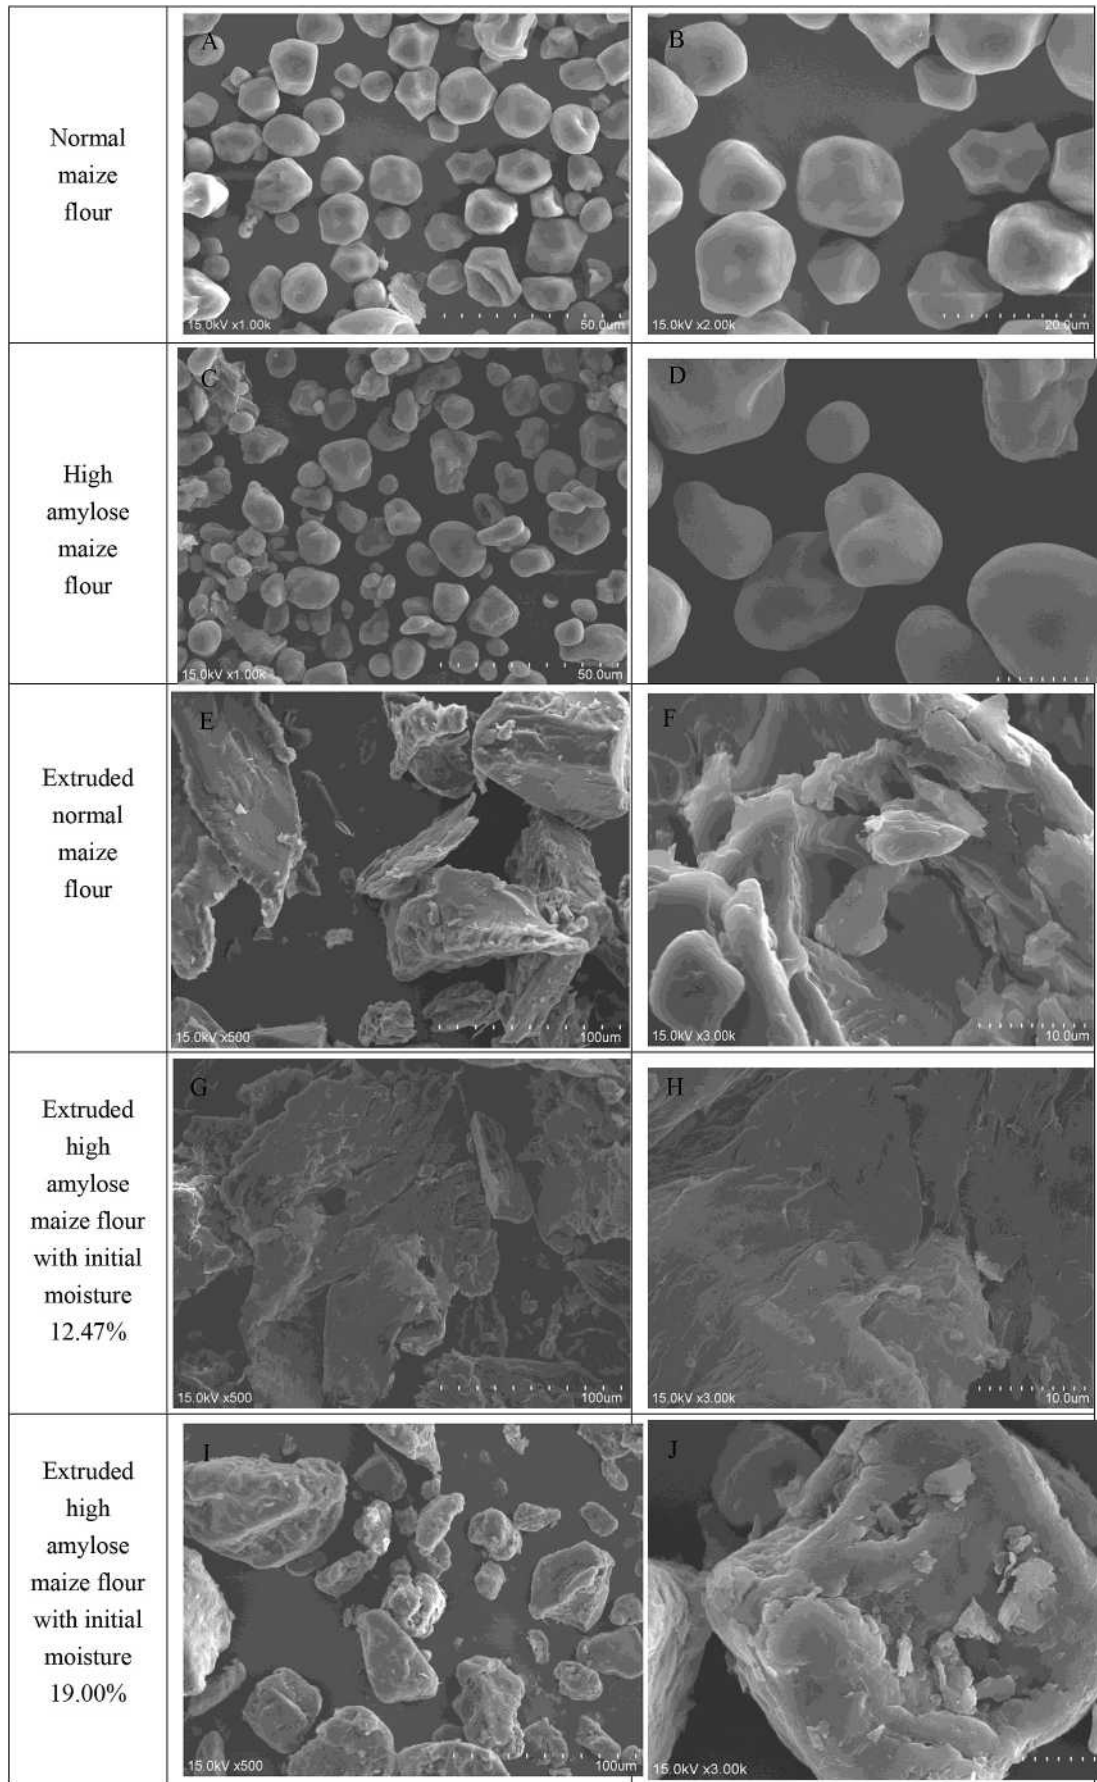 Normal
maize
flour
A
15.0kV x1.00k
50.0um
B
15.0kV x2.00k
20.0um
High
amylose
maize
flour
C
15.0kV x1.00k
50.0um
D
Extruded
normal
maize
flour
E
15.0kV x500
100um
F
15.0kV x3.00k
10.0um
Extruded
high
amylose
maize flour
with initial
moisture
12.47%
G
15.0kV x500
100um
H
15.0kV x3.00k
10.0um
Extruded
high
amylose
maize flour
with initial
moisture
19.00%
I
15.0kV x500
100um
J
15.0kV x3.00k